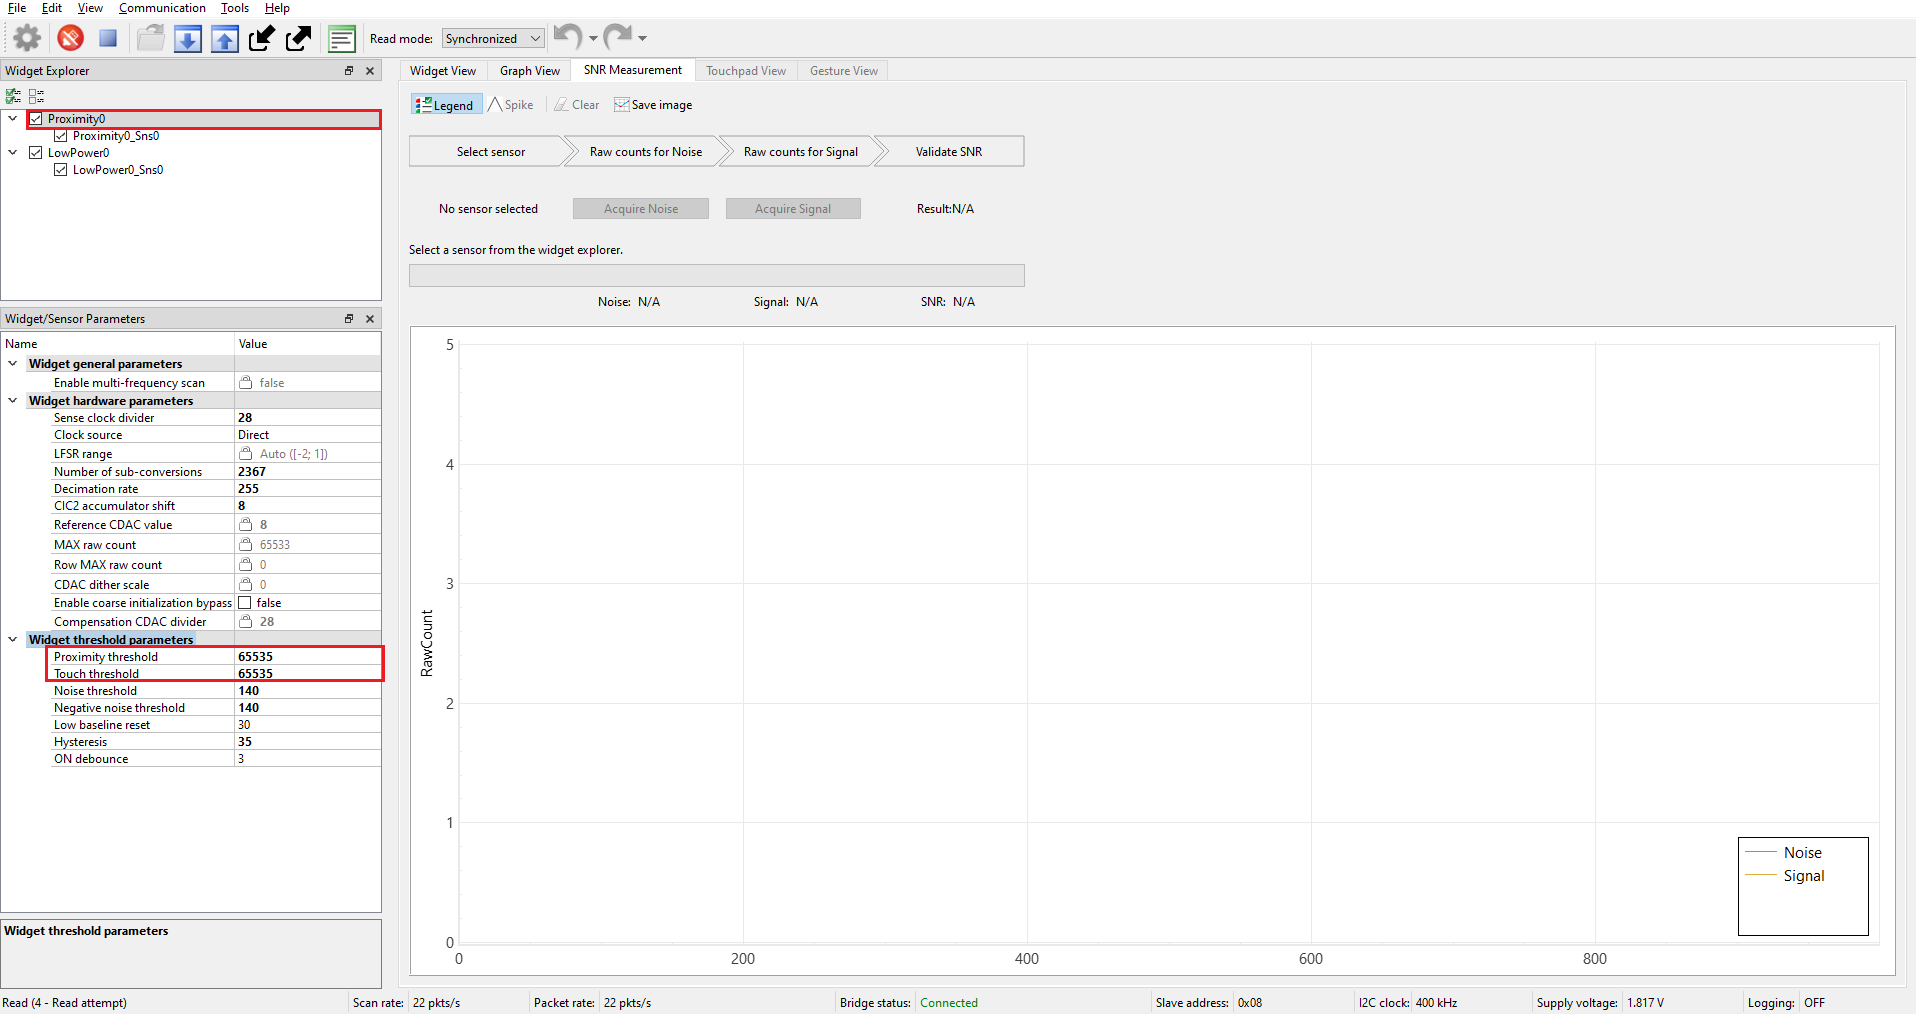 File Edit View Communication Tools Help
Read mode: Synchronized
Widget Explorer
Proximity0
Proximity0_Sns0
LowPower0
LowPower0_Sns0
Widget/Sensor Parameters
Name Value
Widget general parameters
Enable multi-frequency scan false
Widget hardware parameters
Sense clock divider 28
Clock source Direct
LFSR range Auto ([-2; 1])
Number of sub-conversions 2367
Decimation rate 255
CIC2 accumulator shift 8
Reference CDAC value 8
MAX raw count 65533
Row MAX raw count 0
CDAC dither scale 0
Enable coarse initialization bypass false
Compensation CDAC divider 28
Widget threshold parameters
Proximity threshold 65535
Touch threshold 65535
Noise threshold 140
Negative noise threshold 140
Low baseline reset 30
Hysteresis 35
ON debounce 3
Widget threshold parameters
Widget View Graph View SNR Measurement Touchpad View Gesture View
Legend Spike Clear Save image
Select sensor Raw counts for Noise Raw counts for Signal Validate SNR
No sensor selected Acquire Noise Acquire Signal Result:N/A
Select a sensor from the widget explorer.
Noise: N/A Signal: N/A SNR: N/A
5
4
3
2
1
0
RawCount
0 200 400 600 800
Noise
Signal
Read (4 - Read attempt) Scan rate: 22 pkts/s Packet rate: 22 pkts/s Bridge status: Connected Slave address: 0x08 I2C clock: 400 kHz Supply voltage: 1.817 V Logging: OFF